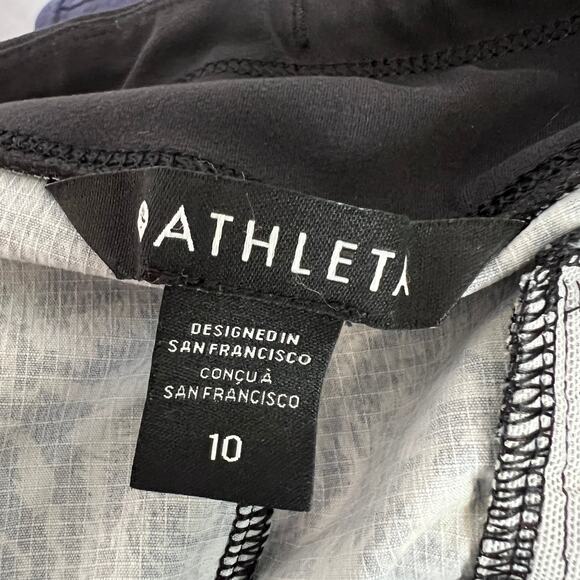 ATHLETA
DESIGNED IN
SAN FRANCISCO
CONÇU À
SAN FRANCISCO
10